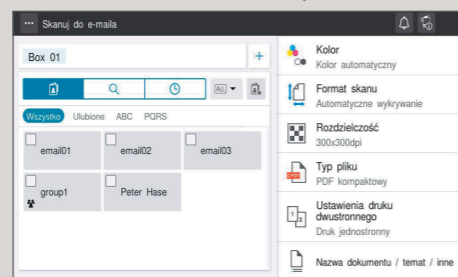 Skanuj do e-maila
Box 01
+
ALL
Wszystko Ulubione ABC PQRS
email01 email02 email03
group1 Peter Hase
Kolor
Kolor automatyczny
Format skanu
Automatyczne wykrywanie
Rozdzielczość
300x300dpi
Typ pliku
PDF kompaktowy
Ustawienia druku
dwustronnego
Druk jednostronny
Nazwa dokumentu / temat / inne